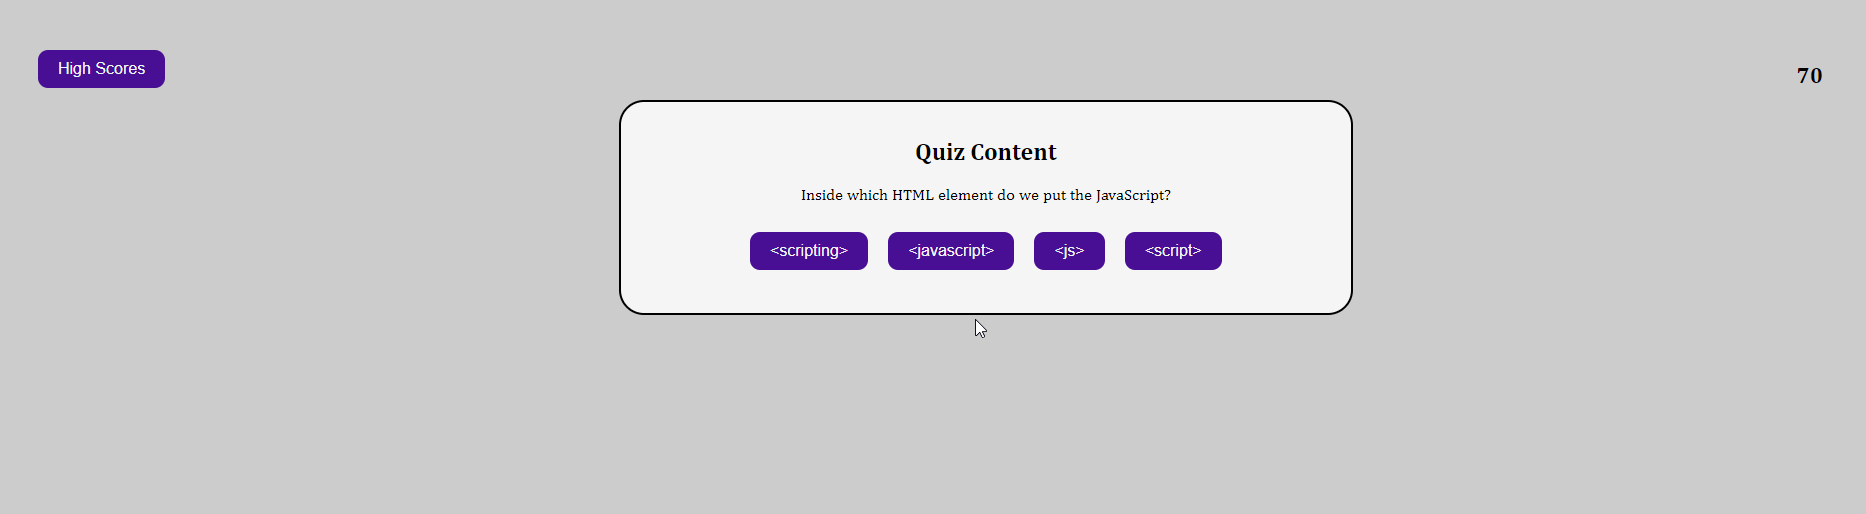 High Scores
70
Quiz Content
Inside which HTML element do we put the JavaScript?
<scripting> <javascript> <js> <script>